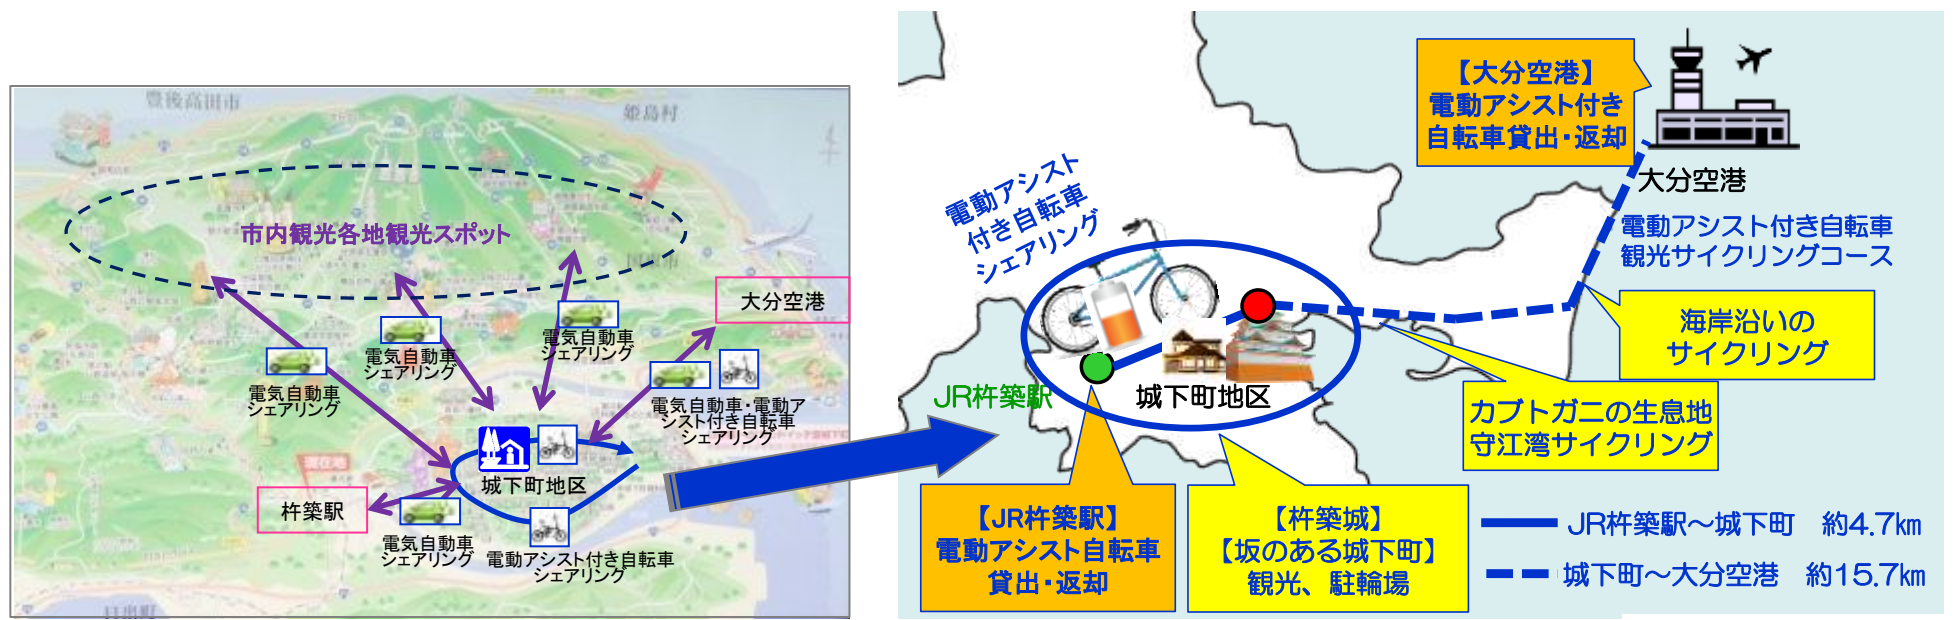 豊後高田市
姫島村
市内観光各地観光スポット
国東市
大分空港
電気自動車
シェアリング
電気自動車
シェアリング
電気自動車
シェアリング
電気自動車・電動ア
シスト付き自転車
シェアリング
現在地
城下町地区
杵築駅
電気自動車
シェアリング
電動アシスト付き自転車
シェアリング
日出町
【大分空港】
電動アシスト付き
自転車貸出・返却
大分空港
電動アシスト
付き自転車
シェアリング
電動アシスト付き自転車
観光サイクリングコース
海岸沿いの
サイクリング
JR杵築駅
城下町地区
カブトガニの生息地
守江湾サイクリング
【JR杵築駅】
電動アシスト自転車
貸出・返却
【杵築城】
【坂のある城下町】
観光、駐輪場
JR杵築駅～城下町　約4.7㎞
城下町～大分空港　約15.7㎞